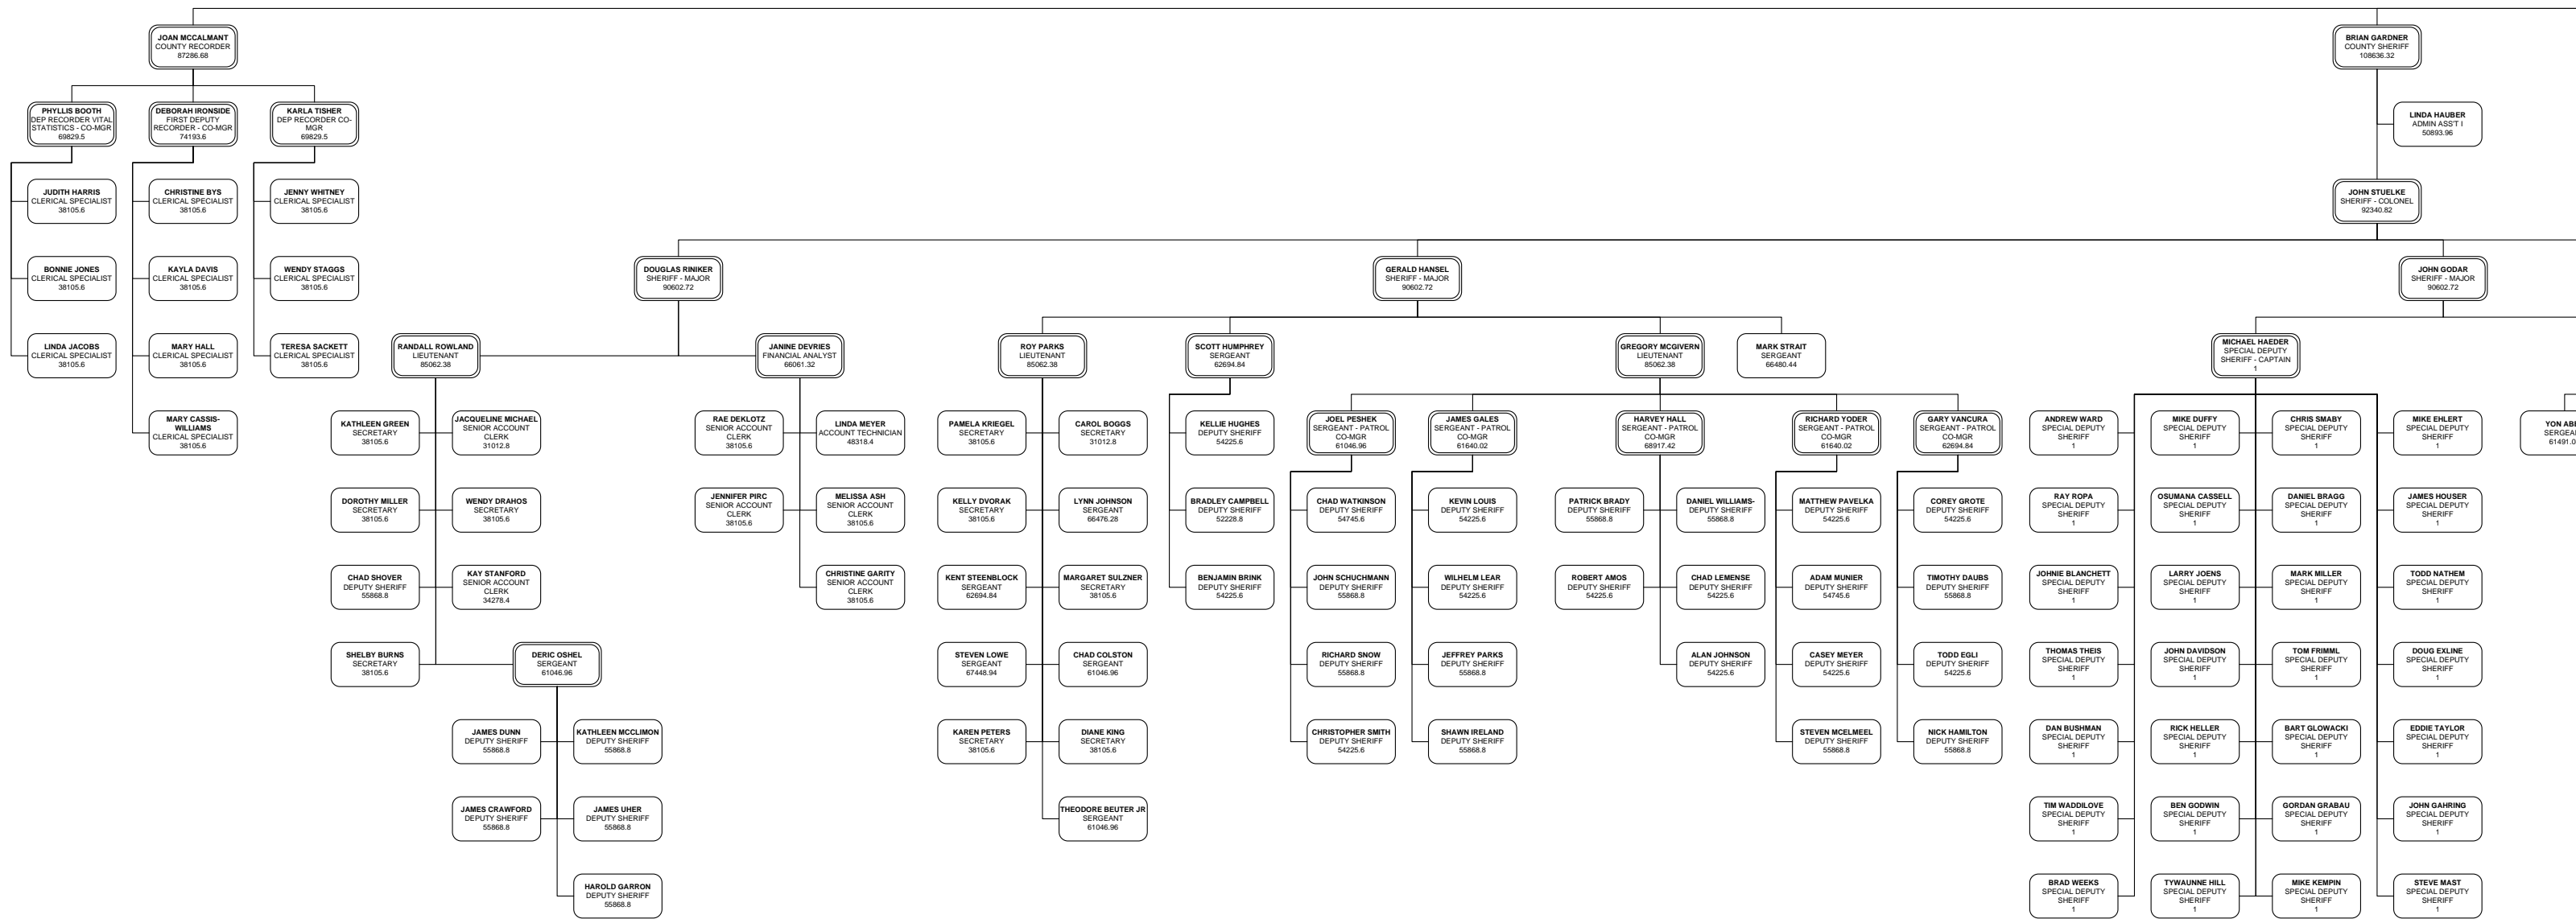 JOAN MCCALMANT
COUNTY RECORDER
87286.68
BRIAN GARDNER
COUNTY SHERIFF
108636.32
PHYLLIS BOOTH
DEP RECORDER VITAL
STATISTICS - CO-MGR
69829.5
DEBORAH IRONSIDE
FIRST DEPUTY
RECORDER - CO-MGR
74193.6
KARLA TISHER
DEP RECORDER CO-
MGR
69829.5
LINDA HAUBER
ADMIN ASS'T I
50893.96
JUDITH HARRIS
CLERICAL SPECIALIST
38105.6
CHRISTINE BYS
CLERICAL SPECIALIST
38105.6
JENNY WHITNEY
CLERICAL SPECIALIST
38105.6
JOHN STUELKE
SHERIFF - COLONEL
92340.82
BONNIE JONES
CLERICAL SPECIALIST
38105.6
KAYLA DAVIS
CLERICAL SPECIALIST
38105.6
WENDY STAGGS
CLERICAL SPECIALIST
38105.6
DOUGLAS RINIKER
SHERIFF - MAJOR
90602.72
GERALD HANSEL
SHERIFF - MAJOR
90602.72
JOHN GODAR
SHERIFF - MAJOR
90602.72
LINDA JACOBS
CLERICAL SPECIALIST
38105.6
MARY HALL
CLERICAL SPECIALIST
38105.6
TERESA SACKETT
CLERICAL SPECIALIST
38105.6
RANDALL ROWLAND
LIEUTENANT
85062.38
JANINE DEVRIES
FINANCIAL ANALYST
66061.32
ROY PARKS
LIEUTENANT
85062.38
SCOTT HUMPHREY
SERGEANT
62694.84
GREGORY MCGIVERN
LIEUTENANT
85062.38
MARK STRAIT
SERGEANT
66480.44
MICHAEL HAEDER
SPECIAL DEPUTY
SHERIFF - CAPTAIN
1
MARY CASSIS-
WILLIAMS
CLERICAL SPECIALIST
38105.6
KATHLEEN GREEN
SECRETARY
38105.6
JACQUELINE MICHAEL
SENIOR ACCOUNT
CLERK
31012.8
RAE DEKLOTZ
SENIOR ACCOUNT
CLERK
38105.6
LINDA MEYER
ACCOUNT TECHNICIAN
48318.4
PAMELA KRIEGEL
SECRETARY
38105.6
CAROL BOGGS
SECRETARY
31012.8
KELLIE HUGHES
DEPUTY SHERIFF
54225.6
JOEL PESHEK
SERGEANT - PATROL
CO-MGR
61046.96
JAMES GALES
SERGEANT - PATROL
CO-MGR
61640.02
HARVEY HALL
SERGEANT - PATROL
CO-MGR
68917.42
RICHARD YODER
SERGEANT - PATROL
CO-MGR
61640.02
GARY VANCURA
SERGEANT - PATROL
CO-MGR
62694.84
ANDREW WARD
SPECIAL DEPUTY
SHERIFF
1
MIKE DUFFY
SPECIAL DEPUTY
SHERIFF
1
CHRIS SMABY
SPECIAL DEPUTY
SHERIFF
1
MIKE EHLERT
SPECIAL DEPUTY
SHERIFF
1
YON ABE
SERGEA
61491.0
DOROTHY MILLER
SECRETARY
38105.6
WENDY DRAHOS
SECRETARY
38105.6
JENNIFER PIRC
SENIOR ACCOUNT
CLERK
38105.6
MELISSA ASH
SENIOR ACCOUNT
CLERK
38105.6
KELLY DVORAK
SECRETARY
38105.6
LYNN JOHNSON
SERGEANT
66476.28
BRADLEY CAMPBELL
DEPUTY SHERIFF
52228.8
CHAD WATKINSON
DEPUTY SHERIFF
54745.6
KEVIN LOUIS
DEPUTY SHERIFF
54225.6
PATRICK BRADY
DEPUTY SHERIFF
55868.8
DANIEL WILLIAMS-
DEPUTY SHERIFF
55868.8
MATTHEW PAVELKA
DEPUTY SHERIFF
54225.6
COREY GROTE
DEPUTY SHERIFF
54225.6
RAY ROPA
SPECIAL DEPUTY
SHERIFF
1
OSUMANA CASSELL
SPECIAL DEPUTY
SHERIFF
1
DANIEL BRAGG
SPECIAL DEPUTY
SHERIFF
1
JAMES HOUSER
SPECIAL DEPUTY
SHERIFF
1
CHAD SHOVER
DEPUTY SHERIFF
55868.8
KAY STANFORD
SENIOR ACCOUNT
CLERK
34278.4
CHRISTINE GARITY
SENIOR ACCOUNT
CLERK
38105.6
KENT STEENBLOCK
SERGEANT
62694.84
MARGARET SULZNER
SECRETARY
38105.6
BENJAMIN BRINK
DEPUTY SHERIFF
54225.6
JOHN SCHUCHMANN
DEPUTY SHERIFF
55868.8
WILHELM LEAR
DEPUTY SHERIFF
54225.6
ROBERT AMOS
DEPUTY SHERIFF
54225.6
CHAD LEMENSE
DEPUTY SHERIFF
54225.6
ADAM MUNIER
DEPUTY SHERIFF
54745.6
TIMOTHY DAUBS
DEPUTY SHERIFF
55868.8
JOHNIE BLANCHETT
SPECIAL DEPUTY
SHERIFF
1
LARRY JOENS
SPECIAL DEPUTY
SHERIFF
1
MARK MILLER
SPECIAL DEPUTY
SHERIFF
1
TODD NATHEM
SPECIAL DEPUTY
SHERIFF
1
SHELBY BURNS
SECRETARY
38105.6
DERIC OSHEL
SERGEANT
61046.96
STEVEN LOWE
SERGEANT
67448.94
CHAD COLSTON
SERGEANT
61046.96
RICHARD SNOW
DEPUTY SHERIFF
55868.8
JEFFREY PARKS
DEPUTY SHERIFF
55868.8
ALAN JOHNSON
DEPUTY SHERIFF
54225.6
CASEY MEYER
DEPUTY SHERIFF
54225.6
TODD EGLI
DEPUTY SHERIFF
54225.6
THOMAS THEIS
SPECIAL DEPUTY
SHERIFF
1
JOHN DAVIDSON
SPECIAL DEPUTY
SHERIFF
1
TOM FRIMML
SPECIAL DEPUTY
SHERIFF
1
DOUG EXLINE
SPECIAL DEPUTY
SHERIFF
1
JAMES DUNN
DEPUTY SHERIFF
55868.8
KATHLEEN MCCLIMON
DEPUTY SHERIFF
55868.8
KAREN PETERS
SECRETARY
38105.6
DIANE KING
SECRETARY
38105.6
CHRISTOPHER SMITH
DEPUTY SHERIFF
54225.6
SHAWN IRELAND
DEPUTY SHERIFF
55868.8
STEVEN MCELMEEL
DEPUTY SHERIFF
55868.8
NICK HAMILTON
DEPUTY SHERIFF
55868.8
DAN BUSHMAN
SPECIAL DEPUTY
SHERIFF
1
RICK HELLER
SPECIAL DEPUTY
SHERIFF
1
BART GLOWACKI
SPECIAL DEPUTY
SHERIFF
1
EDDIE TAYLOR
SPECIAL DEPUTY
SHERIFF
1
JAMES CRAWFORD
DEPUTY SHERIFF
55868.8
JAMES UHER
DEPUTY SHERIFF
55868.8
THEODORE BEUTER JR
SERGEANT
61046.96
TIM WADDILOVE
SPECIAL DEPUTY
SHERIFF
1
BEN GODWIN
SPECIAL DEPUTY
SHERIFF
1
GORDAN GRABAU
SPECIAL DEPUTY
SHERIFF
1
JOHN GAHRING
SPECIAL DEPUTY
SHERIFF
1
HAROLD GARRON
DEPUTY SHERIFF
55868.8
BRAD WEEKS
SPECIAL DEPUTY
SHERIFF
1
TYWAUNNE HILL
SPECIAL DEPUTY
SHERIFF
1
MIKE KEMPIN
SPECIAL DEPUTY
SHERIFF
1
STEVE MAST
SPECIAL DEPUTY
SHERIFF
1